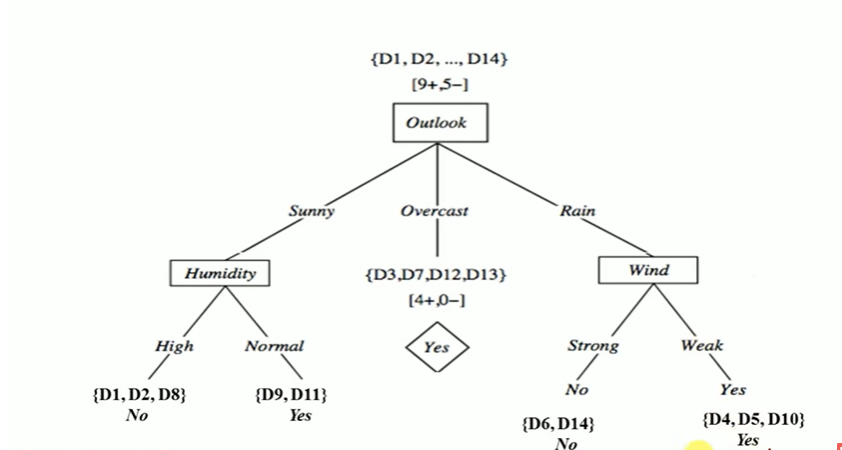 {D1, D2, ..., D14}
[9+,5−]
Outlook
Sunny
Overcast
Rain
Humidity
{D3,D7,D12,D13}
[4+,0−]
Wind
High
Normal
Yes
Strong
Weak
{D1, D2, D8}
No
{D9, D11}
Yes
No
{D6, D14}
No
Yes
{D4, D5, D10}
Yes